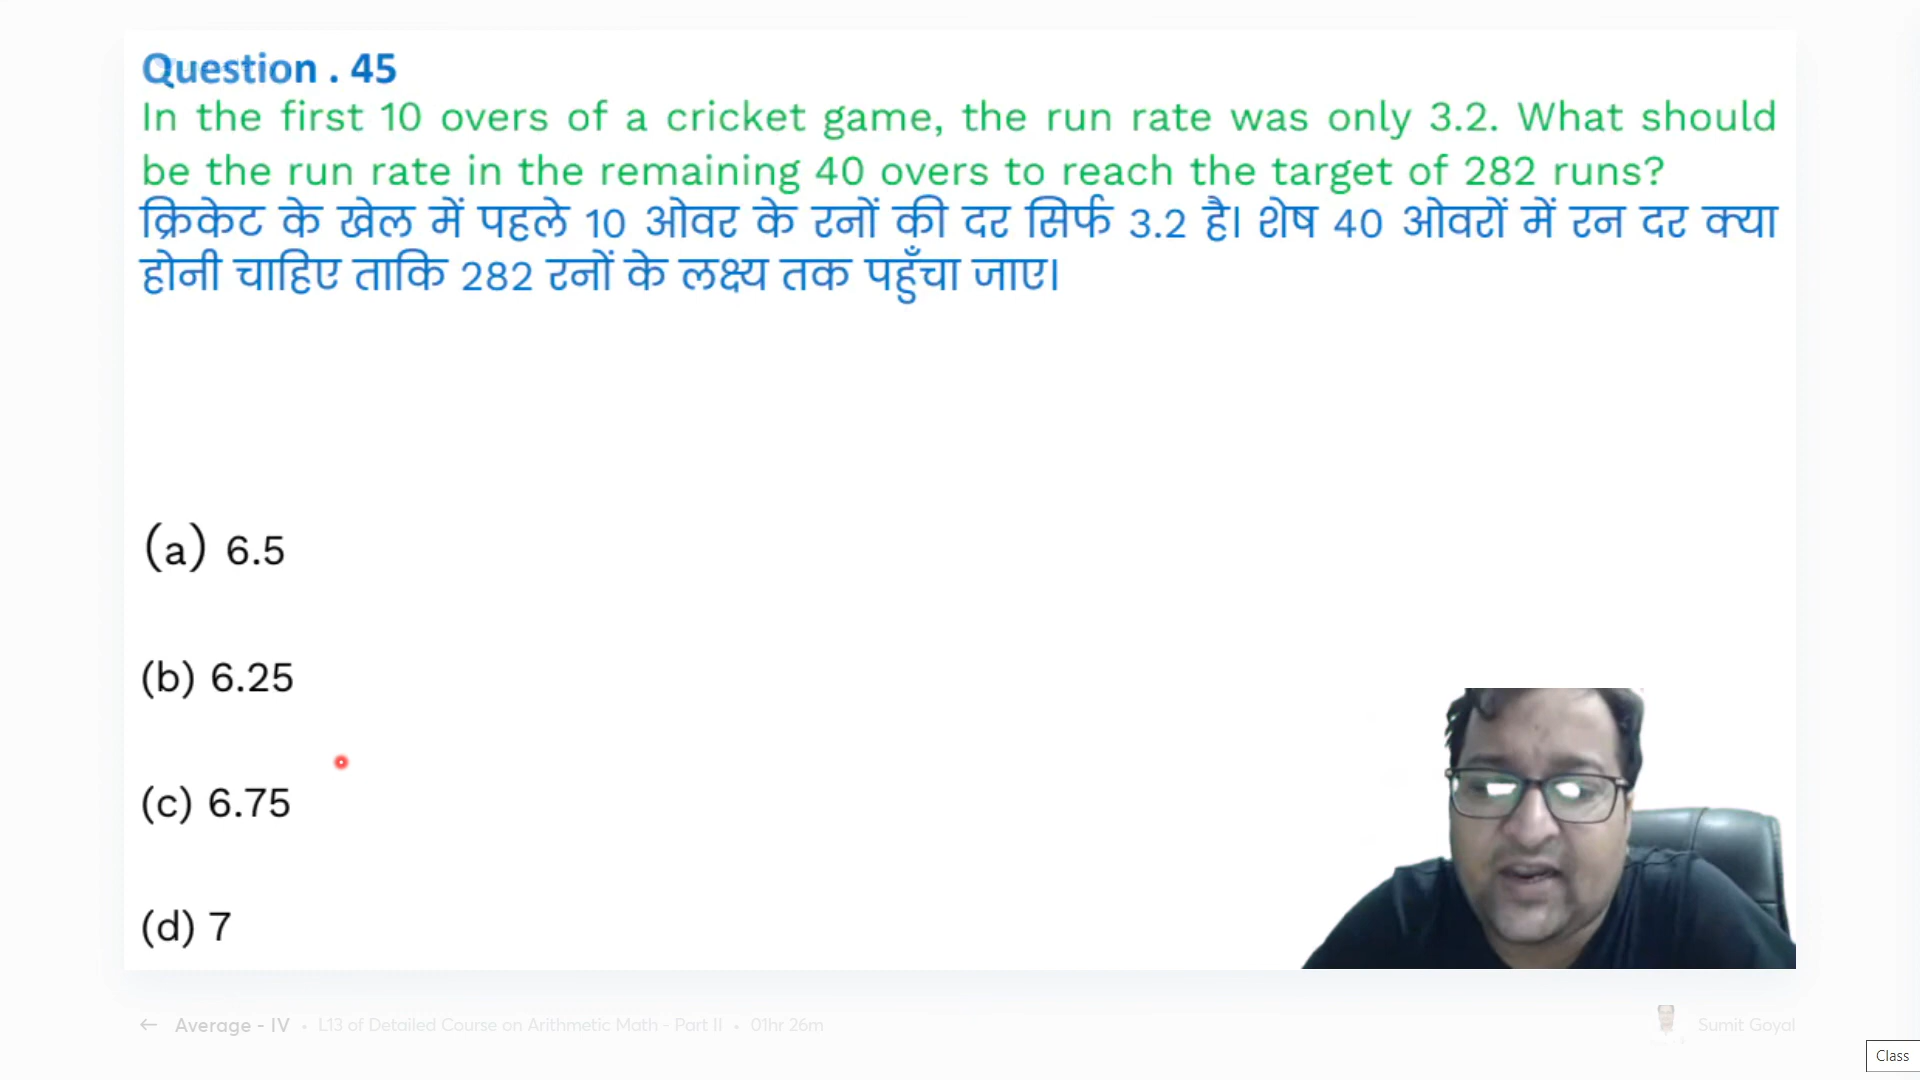 Question . 45
In the first 10 overs of a cricket game, the run rate was only 3.2. What should
be the run rate in the remaining 40 overs to reach the target of 282 runs?
क्रिकेट के खेल में पहले 10 ओवर के रनों की दर सिर्फ 3.2 है। शेष 40 ओवरों में रन दर क्या
होनी चाहिए ताकि 282 रनों के लक्ष्य तक पहुँचा जाए।
(a) 6.5
(b) 6.25
(c) 6.75
(d) 7
← Average - IV • L13 of Detailed Course on Arithmetic Math - Part II • 01hr 26m
Sumit Goyal
Class